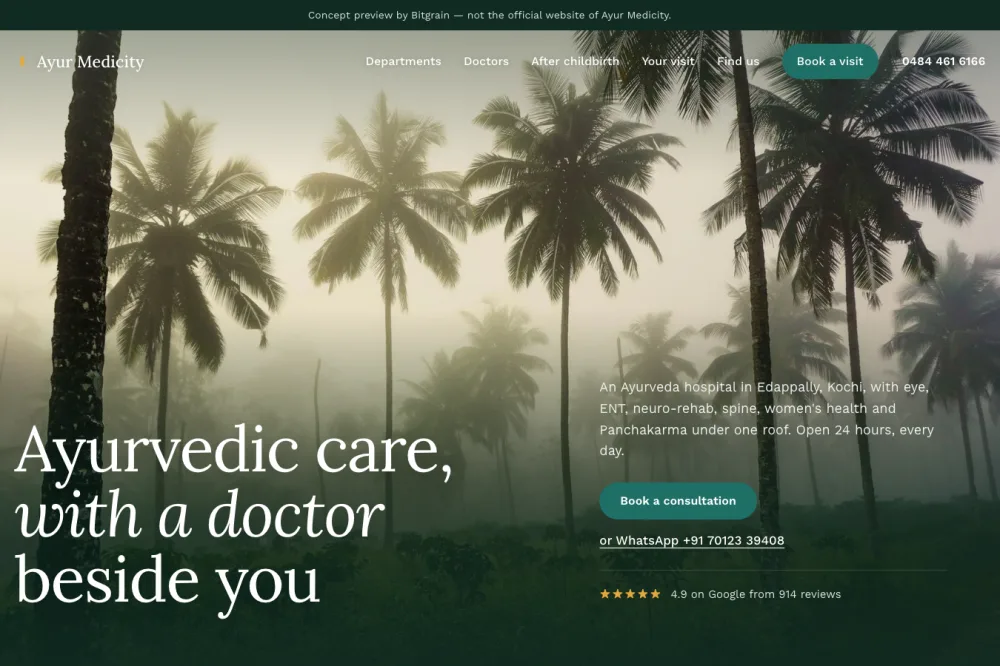 Concept preview by Bitgrain — not the official website of Ayur Medicity.
Ayur Medicity
Departments
Doctors
After childbirth
Your visit
Find us
Book a visit
0484 461 6166
Ayurvedic care,
with a doctor
beside you
An Ayurveda hospital in Edappally, Kochi, with eye,
ENT, neuro-rehab, spine, women's health and
Panchakarma under one roof. Open 24 hours, every
day.
Book a consultation
or WhatsApp +91 70123 39408
4.9 on Google from 914 reviews